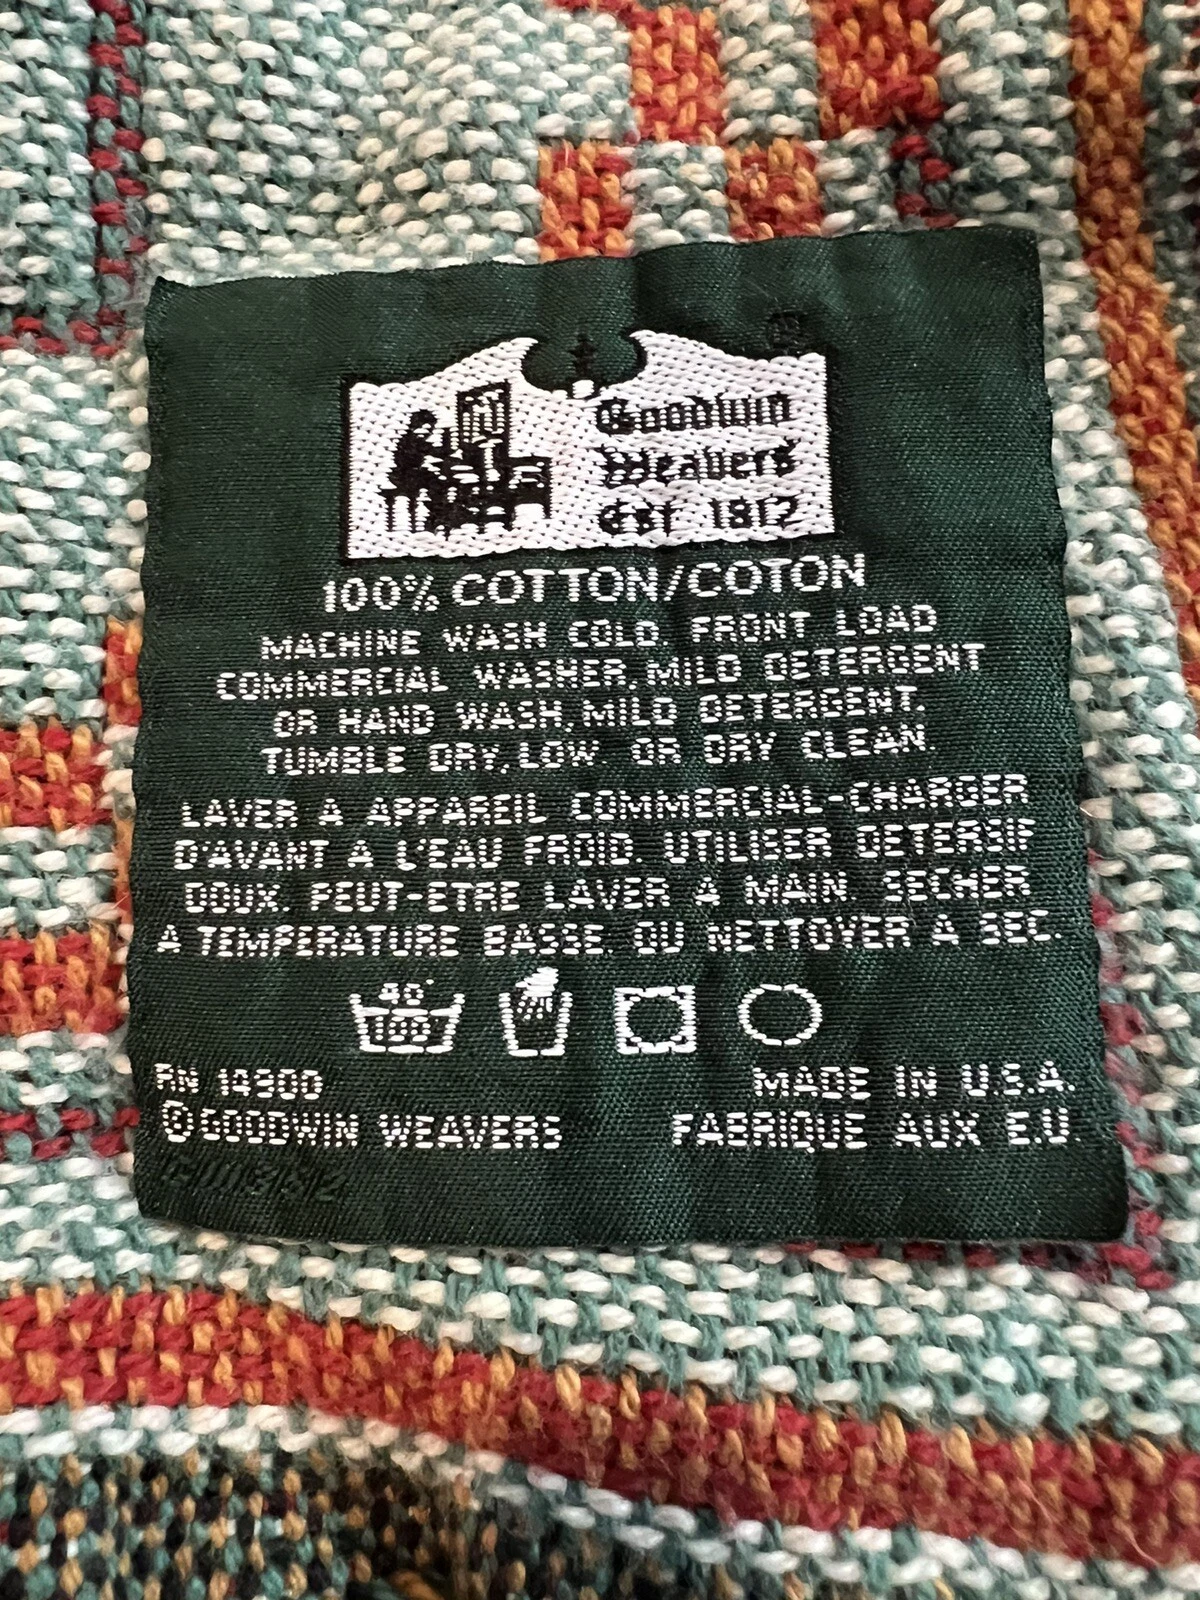 ®
Goodwin
Weavers
Est 1812
100% COTTON/COTON
MACHINE WASH COLD. FRONT LOAD
COMMERCIAL WASHER, MILD DETERGENT
OR HAND WASH, MILD DETERGENT.
TUMBLE DRY, LOW. OR DRY CLEAN.
LAVER A APPAREIL COMMERCIAL-CHARGER
D'AVANT A L'EAU FROID. UTILISER DETERSIF
DOUX. PEUT-ETRE LAVER A MAIN. SECHER
A TEMPERATURE BASSE. OU NETTOYER A SEC.
40°
100°
RN 14900
MADE IN U.S.A.
©GOODWIN WEAVERS
FABRIQUE AUX E.U.